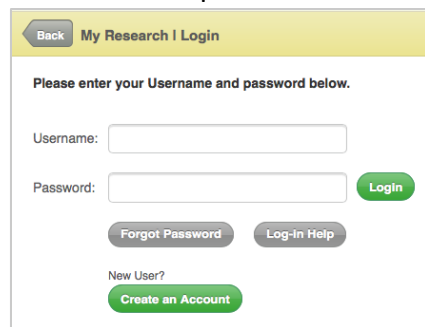 Back My Research | Login
Please enter your Username and password below.
Username:
Password: Login
Forgot Password Log-In Help
New User?
Create an Account